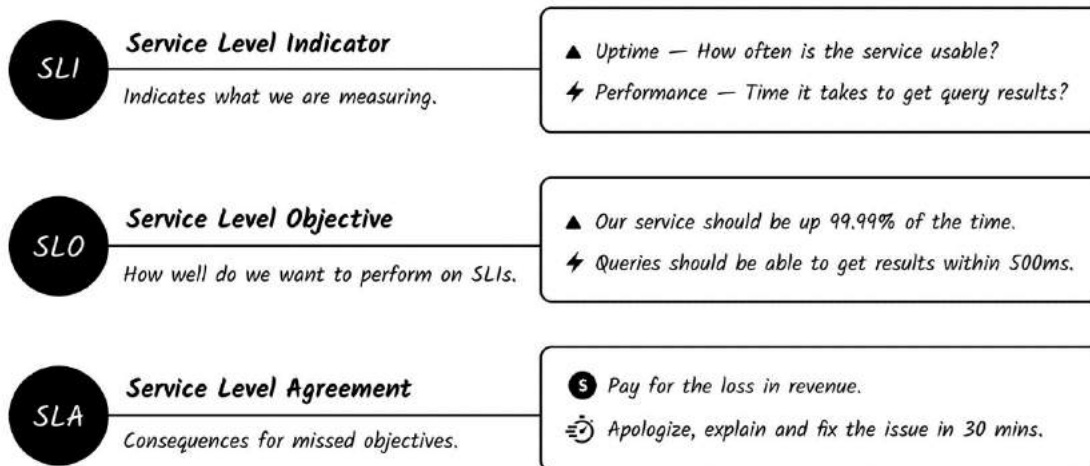 SLI
Service Level Indicator
Indicates what we are measuring.
Uptime — How often is the service usable?
Performance — Time it takes to get query results?
SLO
Service Level Objective
How well do we want to perform on SLIs.
Our service should be up 99.99% of the time.
Queries should be able to get results within 500ms.
SLA
Service Level Agreement
Consequences for missed objectives.
$ Pay for the loss in revenue.
Apologize, explain and fix the issue in 30 mins.